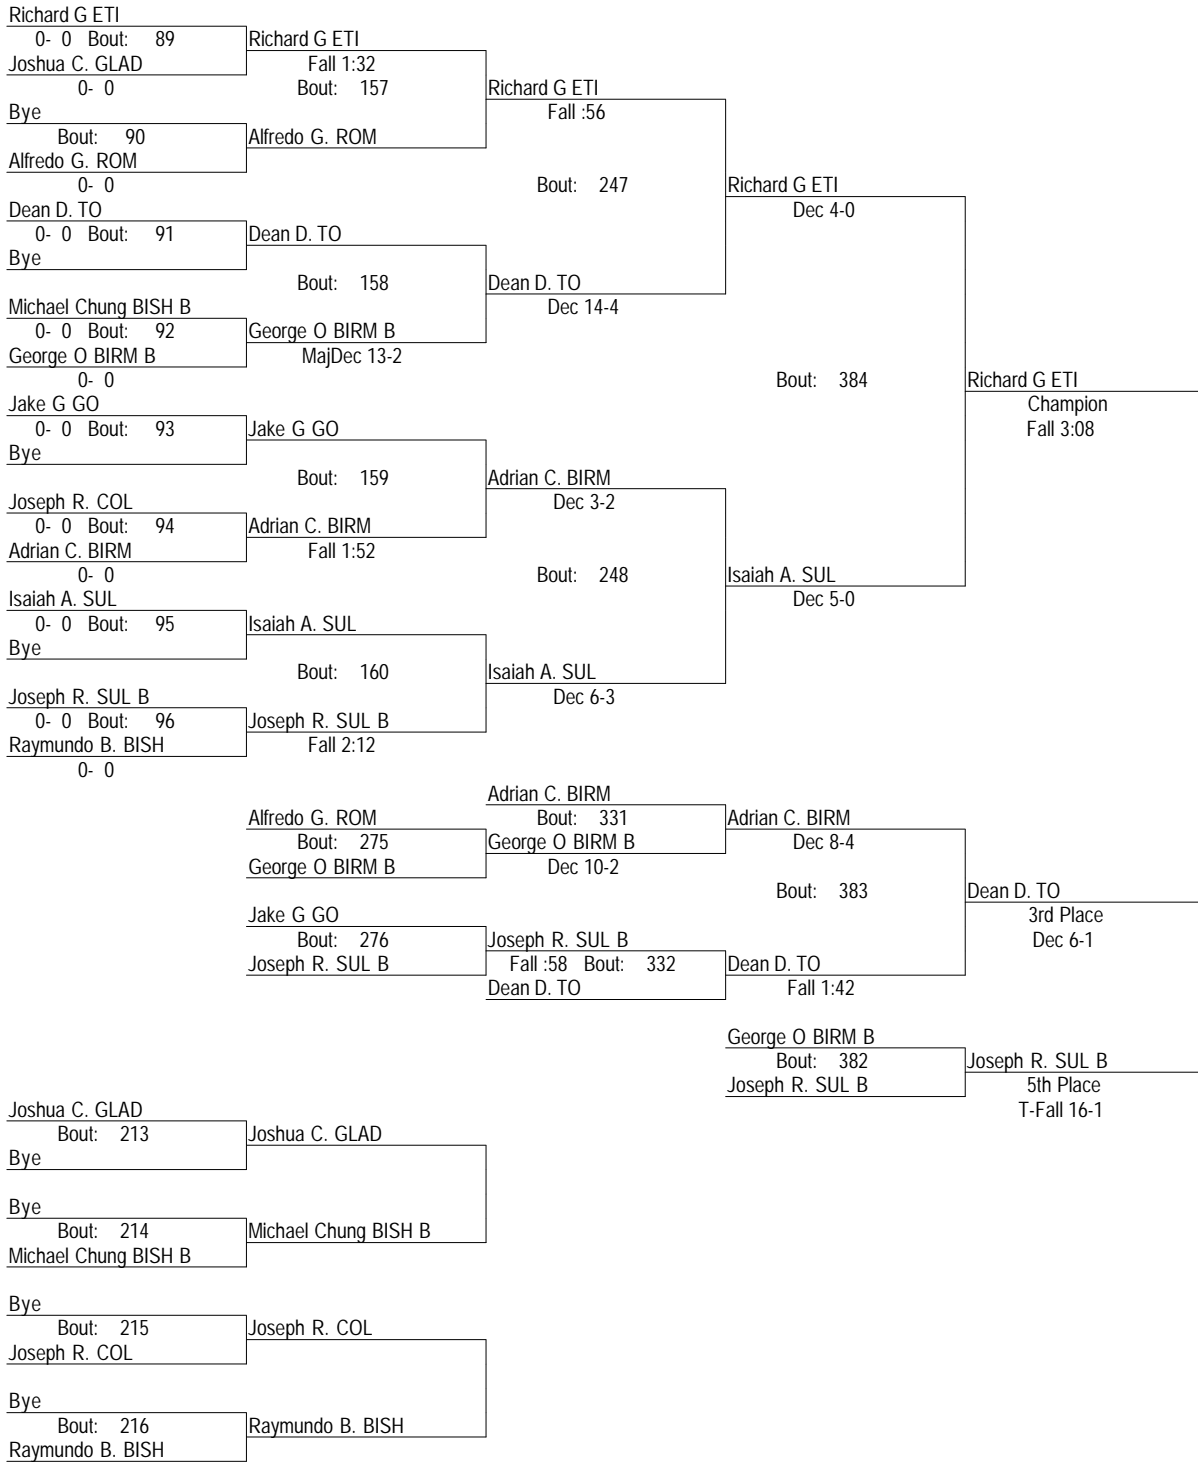 Richard G ETI
0- 0 Bout: 89
Joshua C. GLAD
0- 0
Bye
Bout: 90
Alfredo G. ROM
0- 0
Dean D. TO
0- 0 Bout: 91
Bye
Michael Chung BISH B
0- 0 Bout: 92
George O BIRM B
0- 0
Jake G GO
0- 0 Bout: 93
Bye
Joseph R. COL
0- 0 Bout: 94
Adrian C. BIRM
0- 0
Isaiah A. SUL
0- 0 Bout: 95
Bye
Joseph R. SUL B
0- 0 Bout: 96
Raymundo B. BISH
0- 0
Richard G ETI
Fall 1:32
Bout: 157
Alfredo G. ROM
Dean D. TO
Bout: 158
George O BIRM B
MajDec 13-2
Jake G GO
Bout: 159
Adrian C. BIRM
Fall 1:52
Isaiah A. SUL
Bout: 160
Joseph R. SUL B
Fall 2:12
Richard G ETI
Fall :56
Bout: 247
Dean D. TO
Dec 14-4
Adrian C. BIRM
Dec 3-2
Bout: 248
Isaiah A. SUL
Dec 6-3
Richard G ETI
Dec 4-0
Bout: 384
Isaiah A. SUL
Dec 5-0
Richard G ETI
Champion
Fall 3:08
Alfredo G. ROM
Bout: 275
George O BIRM B
Jake G GO
Bout: 276
Joseph R. SUL B
Adrian C. BIRM
Bout: 331
George O BIRM B
Dec 10-2
Joseph R. SUL B
Fall :58 Bout: 332
Dean D. TO
Adrian C. BIRM
Dec 8-4
Bout: 383
Dean D. TO
Fall 1:42
Dean D. TO
3rd Place
Dec 6-1
George O BIRM B
Bout: 382
Joseph R. SUL B
Joseph R. SUL B
5th Place
T-Fall 16-1
Joshua C. GLAD
Bout: 213
Bye
Bye
Bout: 214
Michael Chung BISH B
Bye
Bout: 215
Joseph R. COL
Bye
Bout: 216
Raymundo B. BISH
Joshua C. GLAD
Michael Chung BISH B
Joseph R. COL
Raymundo B. BISH